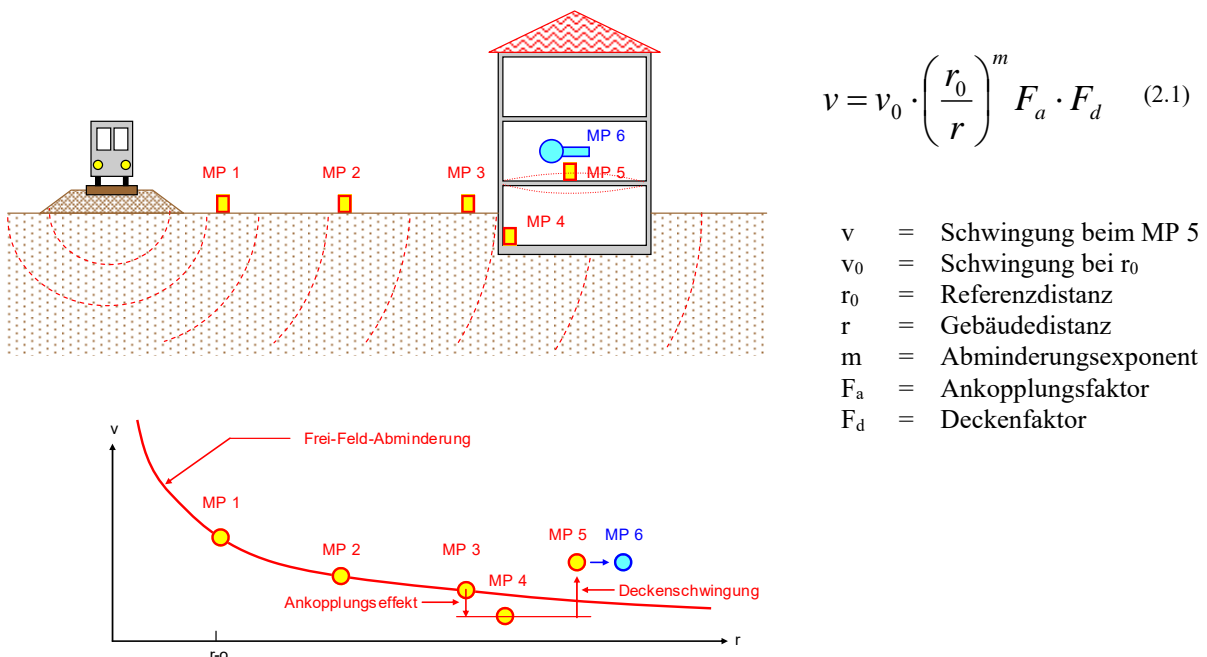 MP 1
MP 2
MP 3
MP 4
MP 5
MP 6
v = v₀ · (r₀ / r)ᵐ Fₐ · F_d (2.1)
v = Schwingung beim MP 5
v₀ = Schwingung bei r₀
r₀ = Referenzdistanz
r = Gebäudedistanz
m = Abminderungsexponent
Fₐ = Ankopplungsfaktor
F_d = Deckenfaktor
v
Frei-Feld-Abminderung
MP 1
MP 2
MP 3
MP 4
MP 5
MP 6
Ankopplungseffekt
Deckenschwingung
r
r-o